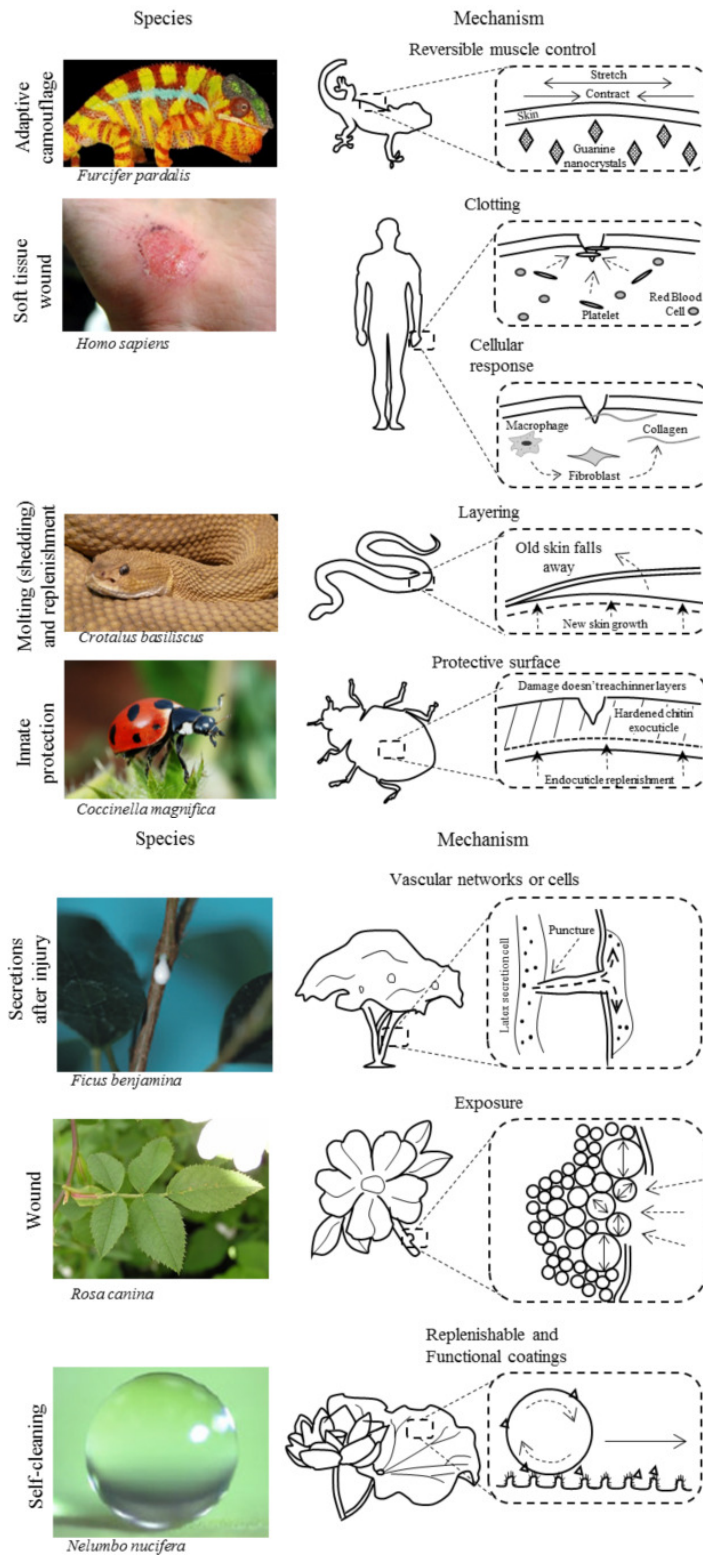 Species
Mechanism
Adaptive
camouflage
Furcifer pardalis
Reversible muscle control
Stretch
Contract
Skin
Guanine
nanocrystals
Soft tissue
wound
Homo sapiens
Clotting
Red Blood
Cell
Platelet
Cellular
response
Macrophage
Collagen
Fibroblast
Molting (shedding)
and replenishment
Crotalus basiliscus
Layering
Old skin falls
away
New skin growth
Innate
protection
Coccinella magnifica
Protective surface
Damage doesn'treachinner layers
Hardened chitin
exocuticle
Endocuticle replenishment
Species
Mechanism
Secretions
after injury
Ficus benjamina
Vascular networks or cells
Latex secretion cell
Puncture
Wound
Rosa canina
Exposure
Self-cleaning
Nelumbo nucifera
Replenishable and
Functional coatings